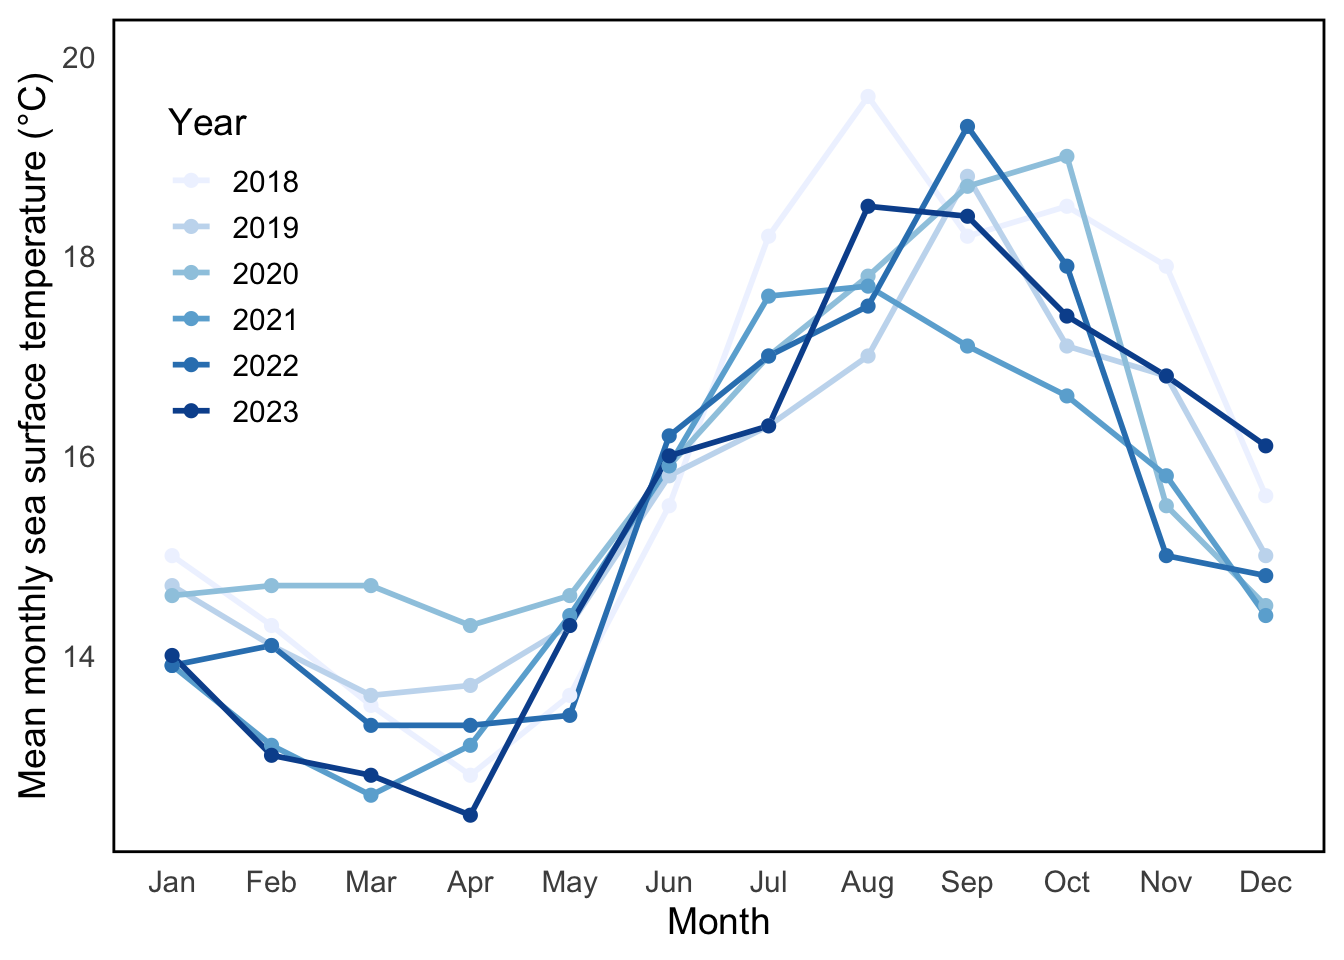 Mean monthly sea surface temperature (°C)
20
18
16
14
Year
2018
2019
2020
2021
2022
2023
Jan Feb Mar Apr May Jun Jul Aug Sep Oct Nov Dec
Month